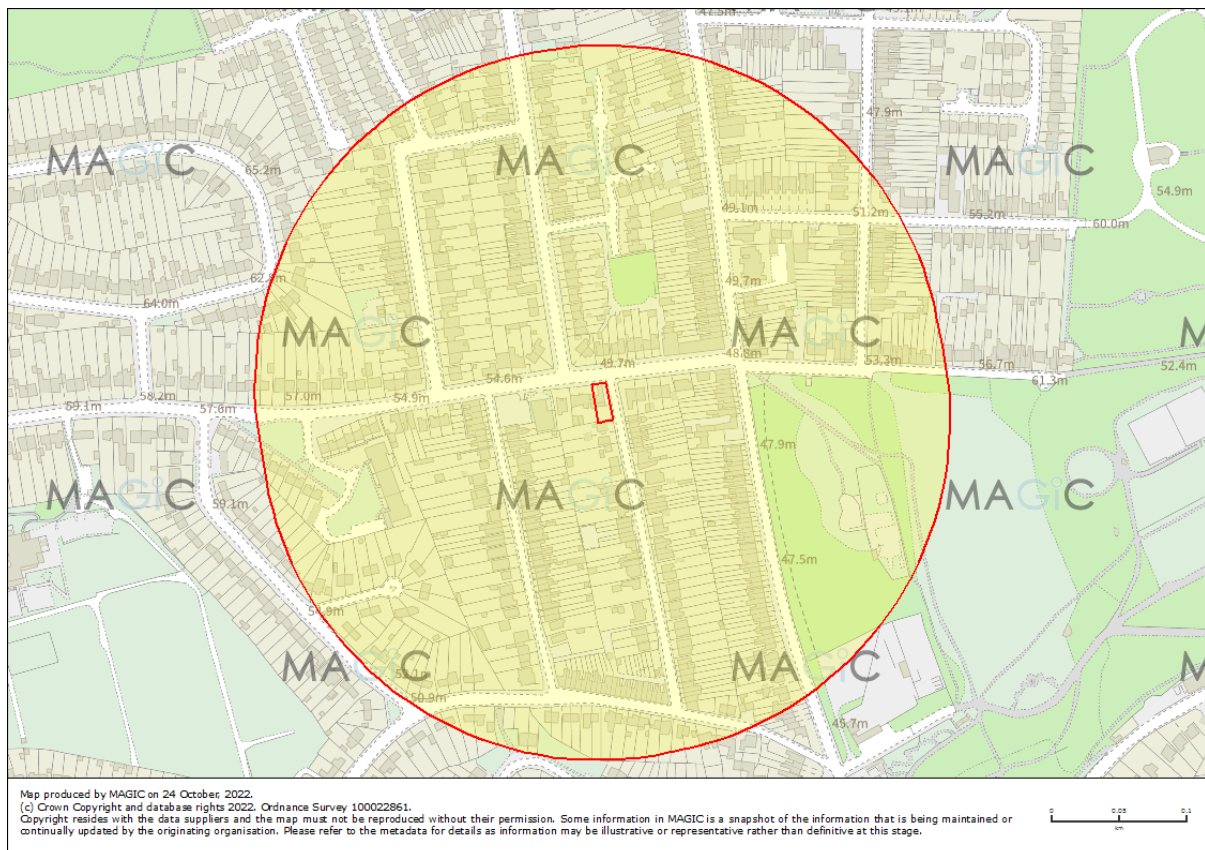 47.5m
47.9m
MAGiC MAGiC MAGiC
65.2m
54.9m
49.1m 51.2m 55.2m 60.0m
62.8m
49.7m
64.0m
MAGiC MAGiC
49.7m 48.8m 53.3m 56.7m 52.4m
54.6m 61.3m
58.2m 57.0m 54.9m
59.1m 57.6m
47.9m
MAGiC MAGiC MAGiC
59.1m
47.5m
MAGiC MAGiC
50.9m
Map produced by MAGIC on 24 October, 2022.
(c) Crown Copyright and database rights 2022. Ordnance Survey 100022861.
Copyright resides with the data suppliers and the map must not be reproduced without their permission. Some information in MAGIC is a snapshot of the information that is being maintained or
continually updated by the originating organisation. Please refer to the metadata for details as information may be illustrative or representative rather than definitive at this stage.
0 0.05 0.1
km